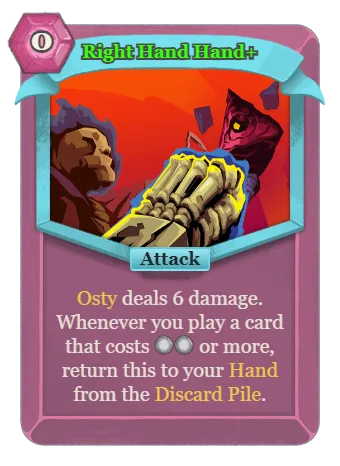 0
Right Hand Hand+
Attack
Osty deals 6 damage.
Whenever you play a card
that costs or more,
return this to your Hand
from the Discard Pile.